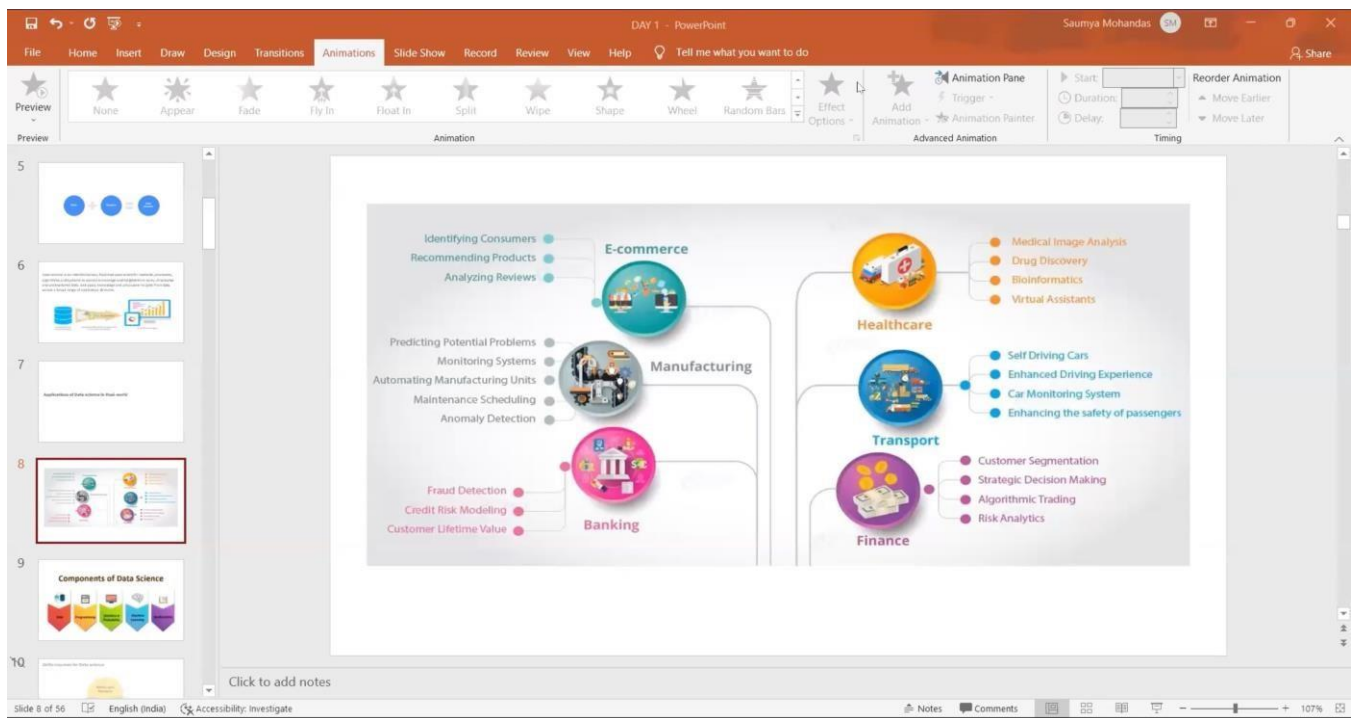 DAY 1 - PowerPoint
Saumya Mohandas SM
File Home Insert Draw Design Transitions Animations Slide Show Record Review View Help Tell me what you want to do Share
Preview
None Appear Fade Fly In Float In Split Wipe Shape Wheel Random Bars
Effect Options
Add Animation
Animation Pane
Trigger
Animation Painter
Start:
Duration:
Delay:
Reorder Animation
Move Earlier
Move Later
Preview Animation Advanced Animation Timing
5
6
7
Applications of Data science in Real-world
8
9
Components of Data Science
10
Identifying Consumers
Recommending Products
Analyzing Reviews
E-commerce
Predicting Potential Problems
Monitoring Systems
Automating Manufacturing Units
Maintenance Scheduling
Anomaly Detection
Manufacturing
Fraud Detection
Credit Risk Modeling
Customer Lifetime Value
Banking
Medical Image Analysis
Drug Discovery
Bioinformatics
Virtual Assistants
Healthcare
Self Driving Cars
Enhanced Driving Experience
Car Monitoring System
Enhancing the safety of passengers
Transport
Customer Segmentation
Strategic Decision Making
Algorithmic Trading
Risk Analytics
Finance
Click to add notes
Slide 8 of 56 English (India) Accessibility: Investigate Notes Comments 107%